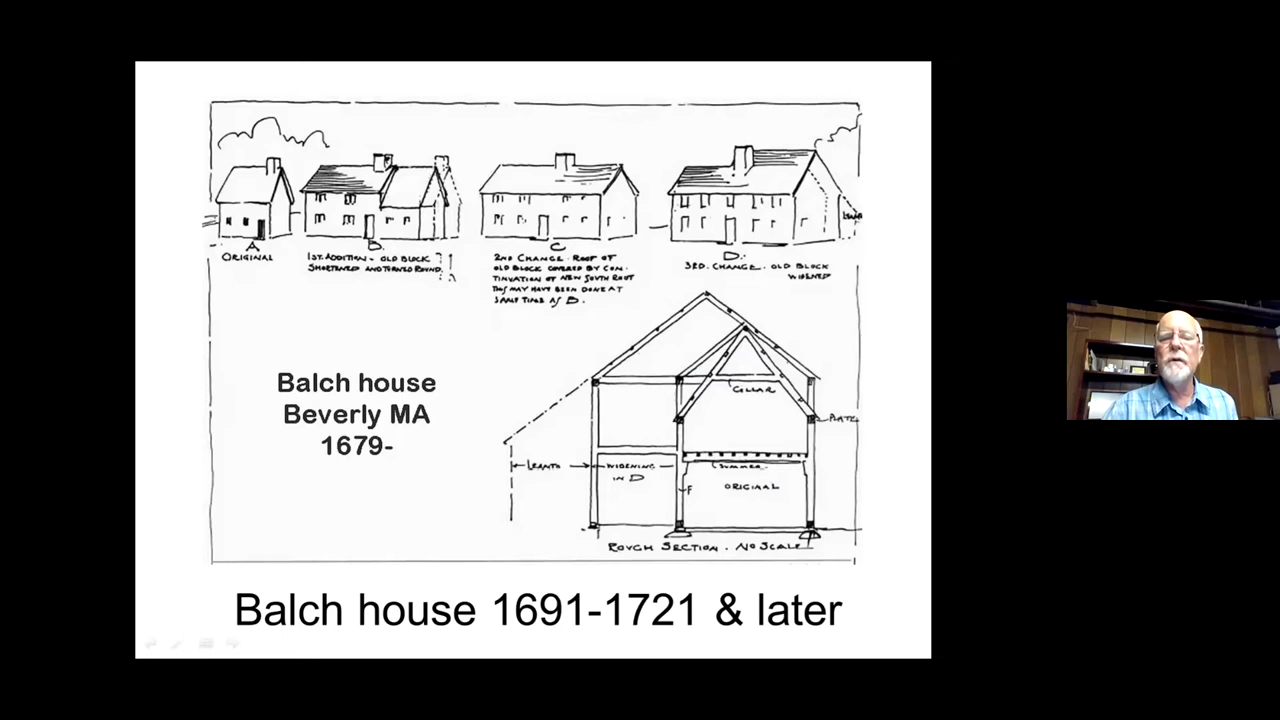 A
ORIGINAL
B.
1ST. ADDITION - OLD BLOCK
SHORTENED AND TURNED ROUND.
C
2ND CHANGE - ROOF OF
OLD BLOCK COVERED BY CON-
TINUATION OF NEW SOUTH ROOF
THIS MAY HAVE BEEN DONE AT
SAME TIME AS D.
D.
3RD. CHANGE. OLD BLOCK
WIDENED
Balch house
Beverly MA
1679-
COLLAR
PLATE
LEANTO
WIDENING
IN D
SUMMER.
F
ORIGINAL
ROUGH SECTION. NO SCALE
Balch house 1691-1721 & later